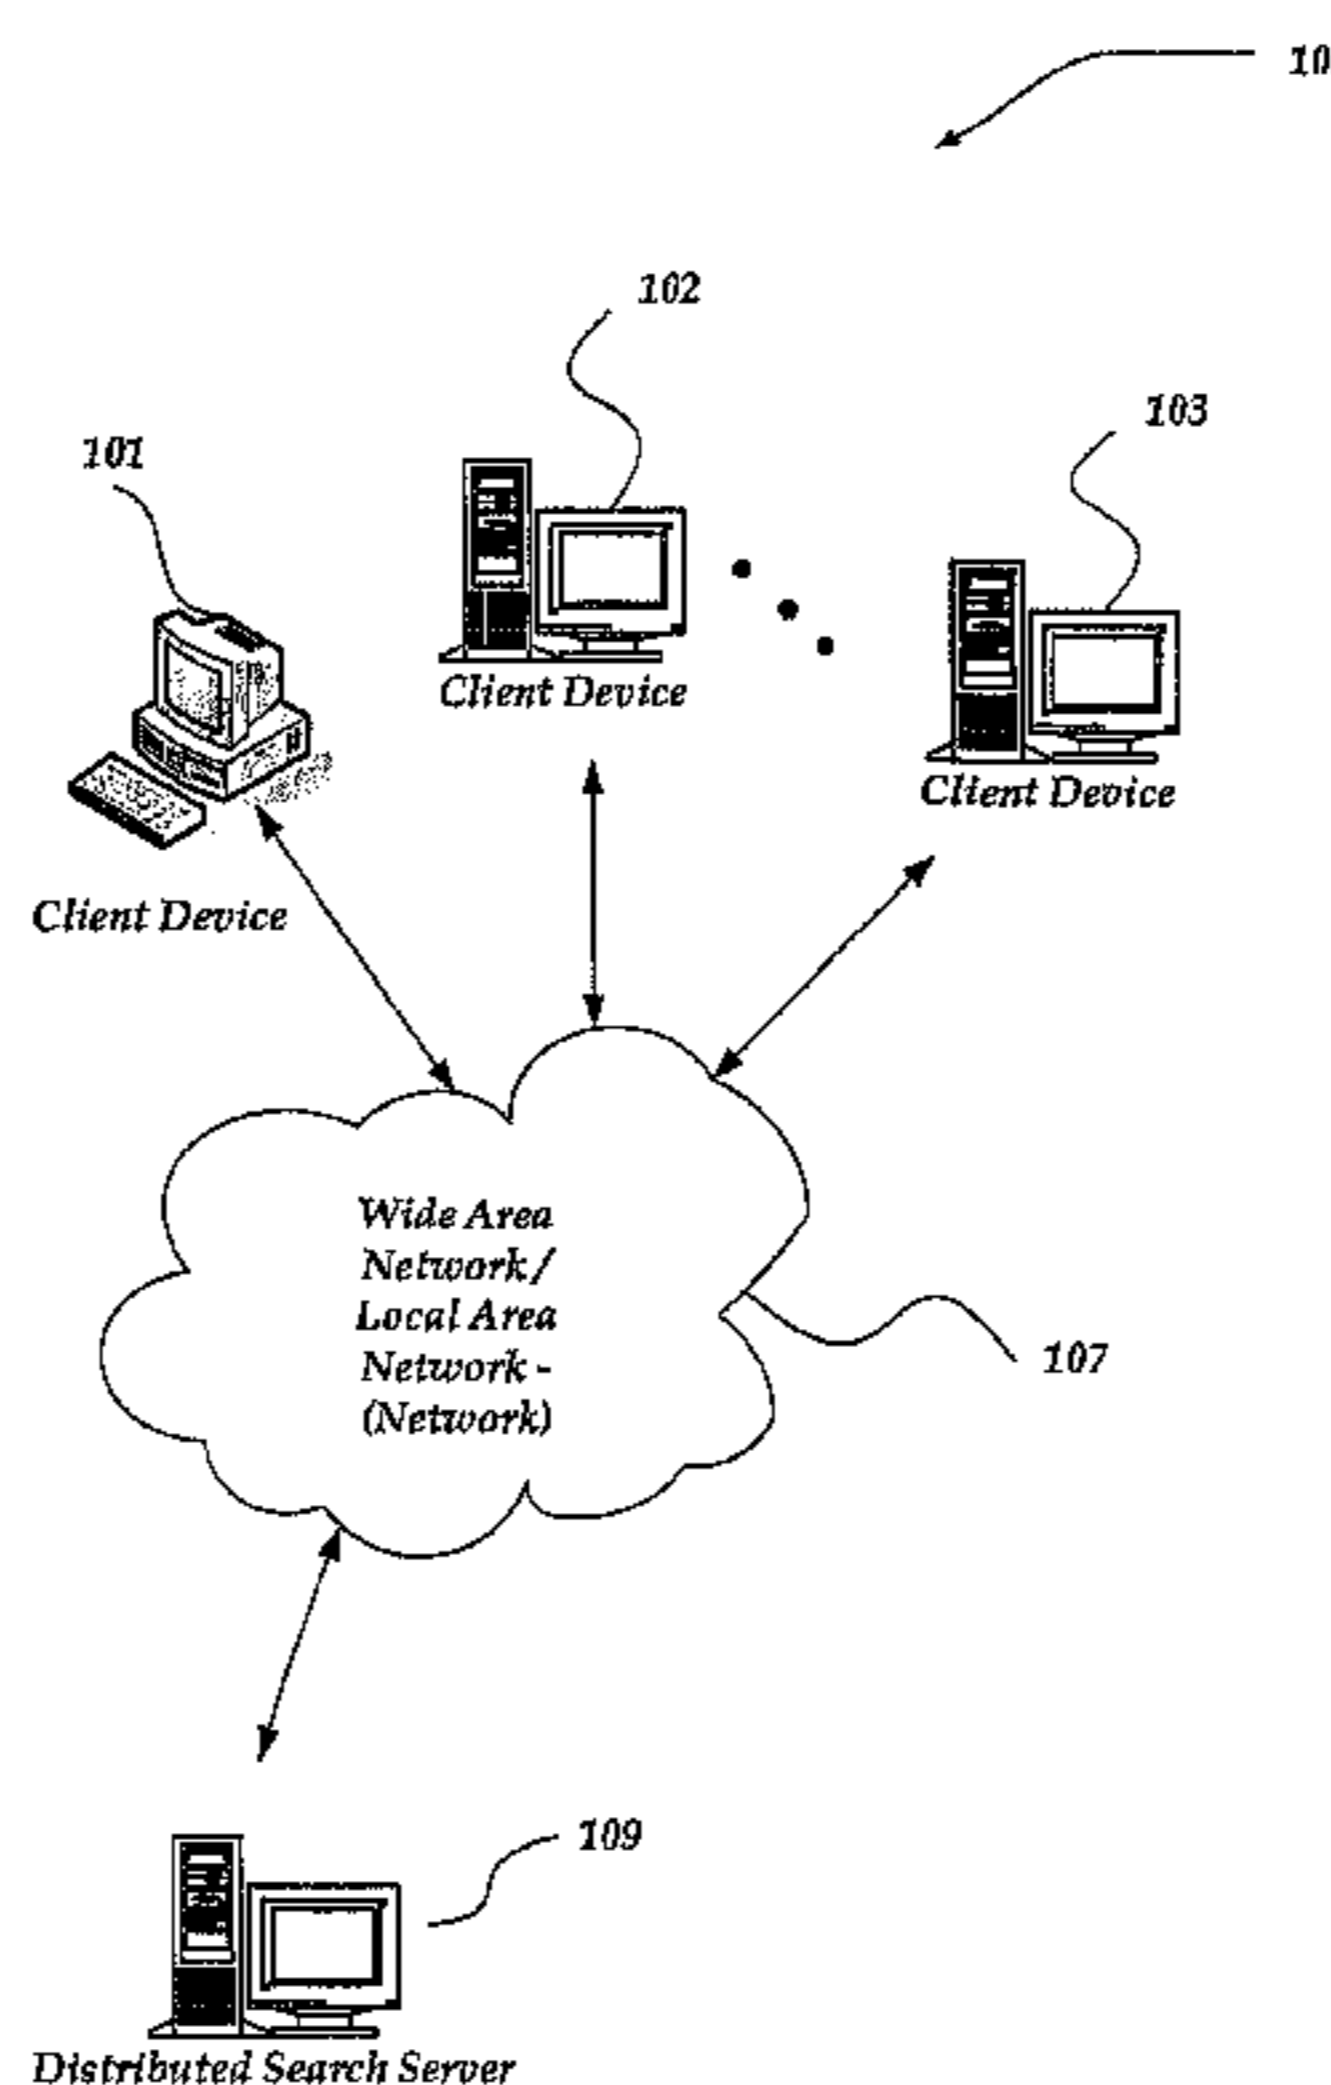 10
102
103
101
Client Device
Client Device
Client Device
Wide Area
Network /
Local Area
Network -
(Network)
107
109
Distributed Search Server